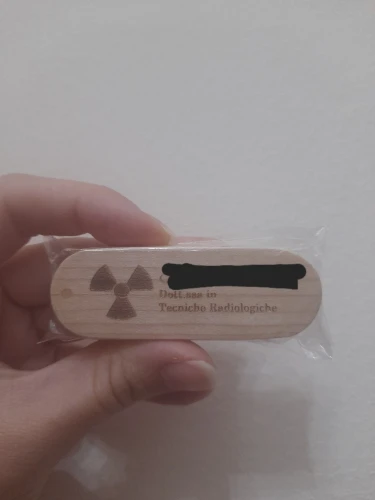 Dott.ssa in
Tecniche Radiologiche